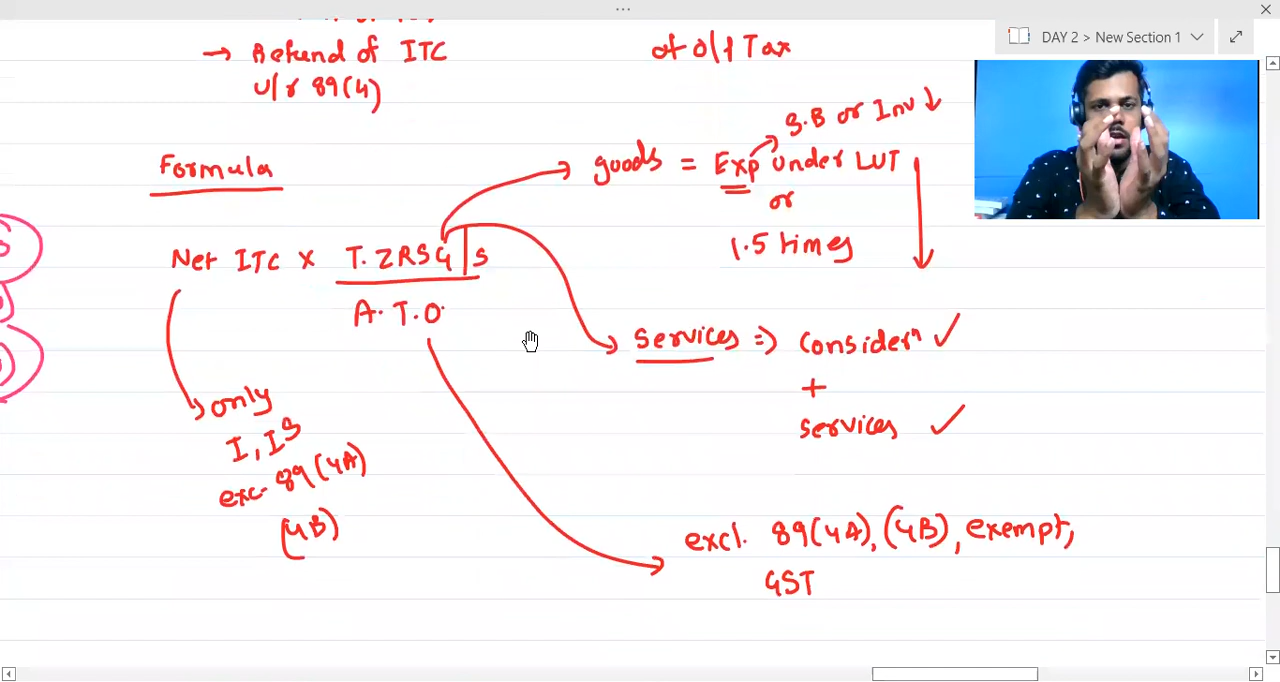 DAY 2 > New Section 1
→ Refund of ITC
u/r 89(4)
of O/P Tax
S.B or Inv ↓
Formula
goods = Exp under LUT
or
1.5 times
Net ITC x T. ZRSG | S
A. T. O.
Services => Considerⁿ ✓
+
services ✓
only
I, IS
exc. 89(4A)
(4B)
excl. 89(4A), (4B), exempt,
GST